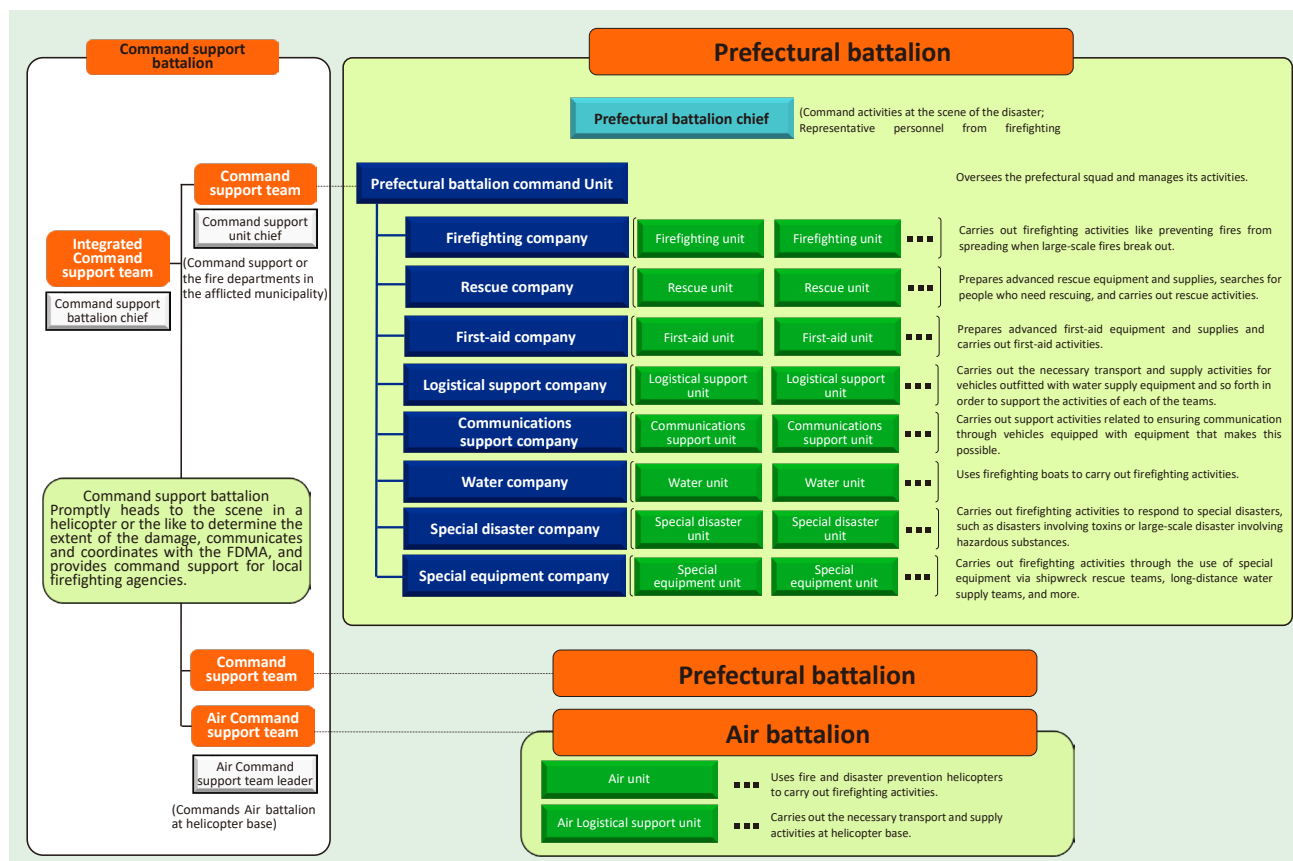 Command support
battalion
Prefectural battalion
Prefectural battalion chief
(Command activities at the scene of the disaster;
Representative personnel from firefighting
Command
support team
Command support
unit chief
(Command support or
the fire departments in
the afflicted municipality)
Integrated
Command
support team
Command support
battalion chief
Prefectural battalion command Unit
Oversees the prefectural squad and manages its activities.
Firefighting company
Firefighting unit
Firefighting unit
Carries out firefighting activities like preventing fires from
spreading when large-scale fires break out.
Rescue company
Rescue unit
Rescue unit
Prepares advanced rescue equipment and supplies, searches for
people who need rescuing, and carries out rescue activities.
First-aid company
First-aid unit
First-aid unit
Prepares advanced first-aid equipment and supplies and
carries out first-aid activities.
Logistical support company
Logistical support
unit
Logistical support
unit
Carries out the necessary transport and supply activities for
vehicles outfitted with water supply equipment and so forth in
order to support the activities of each of the teams.
Communications
support company
Communications
support unit
Communications
support unit
Carries out support activities related to ensuring communication
through vehicles equipped with equipment that makes this
possible.
Water company
Water unit
Water unit
Uses firefighting boats to carry out firefighting activities.
Special disaster company
Special disaster
unit
Special disaster
unit
Carries out firefighting activities to respond to special disasters,
such as disasters involving toxins or large-scale disaster involving
hazardous substances.
Special equipment company
Special
equipment unit
Special
equipment unit
Carries out firefighting activities through the use of special
equipment via shipwreck rescue teams, long-distance water
supply teams, and more.
Command support battalion
Promptly heads to the scene in a
helicopter or the like to determine the
extent of the damage, communicates
and coordinates with the FDMA, and
provides command support for local
firefighting agencies.
Command
support team
Prefectural battalion
Air Command
support team
Air Command
support team leader
(Commands Air battalion
at helicopter base)
Air battalion
Air unit
Uses fire and disaster prevention helicopters
to carry out firefighting activities.
Air Logistical support unit
Carries out the necessary transport and supply
activities at helicopter base.